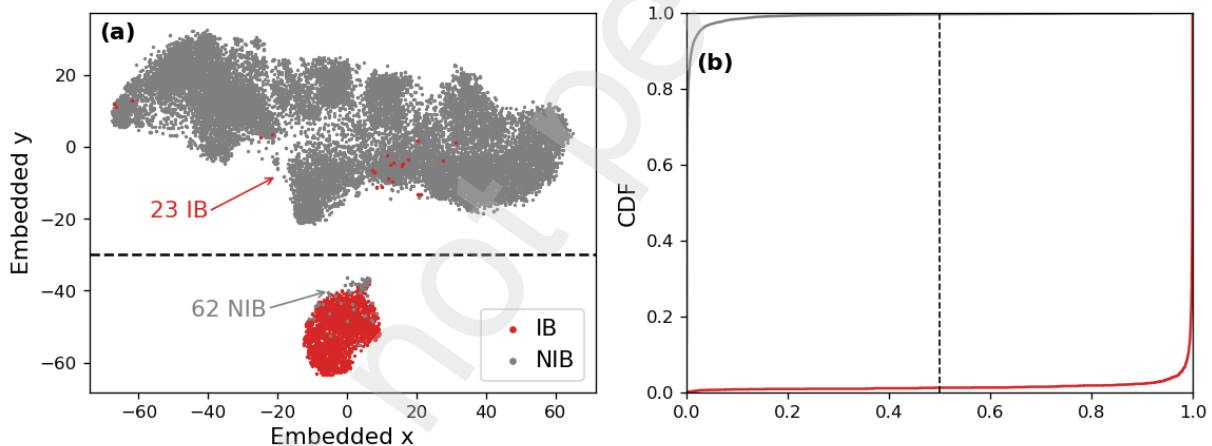 (a)
20
0
−20
−40
−60
Embedded y
23 IB
62 NIB
IB
NIB
−60 −40 −20 0 20 40 60
Embedded x
(b)
1.0
0.8
0.6
0.4
0.2
0.0
CDF
0.0 0.2 0.4 0.6 0.8 1.0
not pe